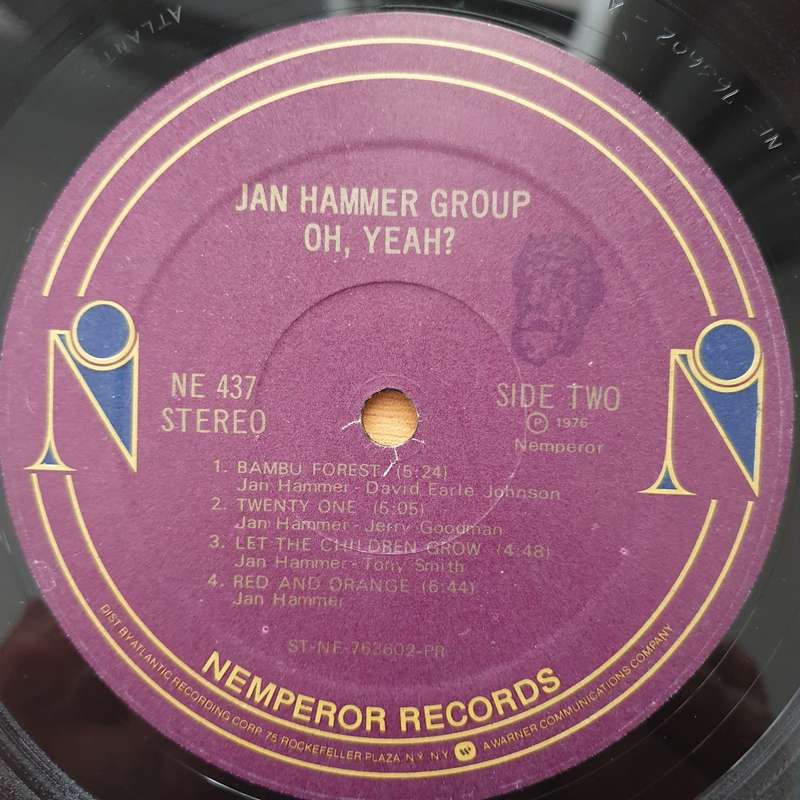 JAN HAMMER GROUP
OH, YEAH?
NE 437
STEREO
SIDE TWO
Ⓟ 1976
Nemperor
1. BAMBU FOREST (5:24)
Jan Hammer - David Earle Johnson
2. TWENTY ONE (5:05)
Jan Hammer - Jerry Goodman
3. LET THE CHILDREN GROW (4:48)
Jan Hammer - Tony Smith
4. RED AND ORANGE (6:44)
Jan Hammer
ST-NE-763602-PR
NEMPEROR RECORDS
DIST. BY ATLANTIC RECORDING CORP. 75 ROCKEFELLER PLAZA, N.Y. N.Y. W A WARNER COMMUNICATIONS COMPANY
NE - 763602 -